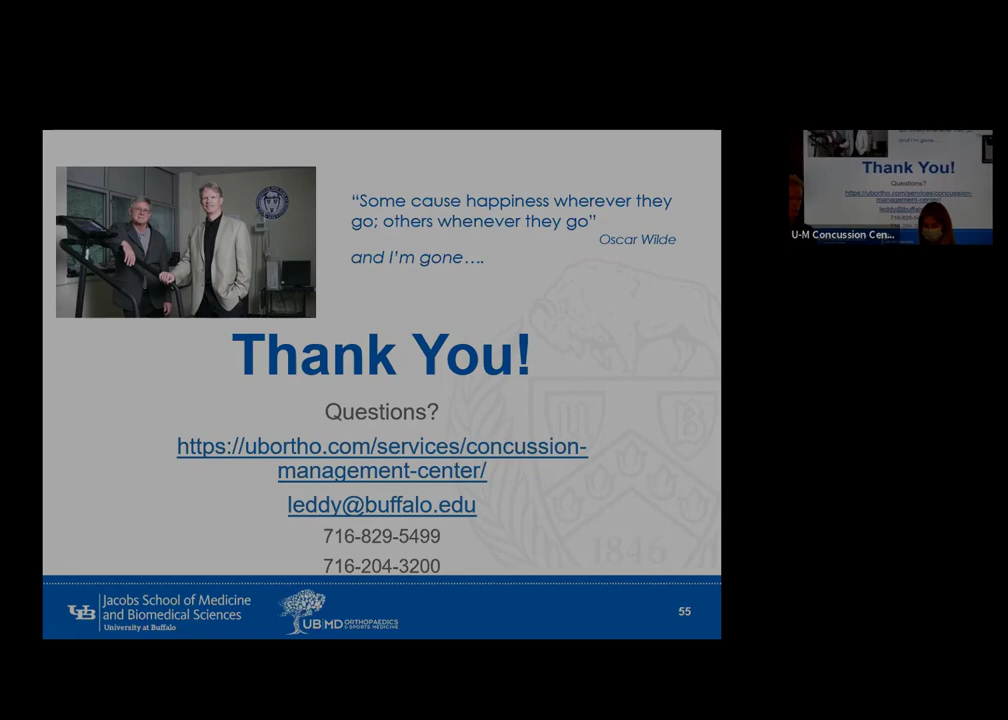 “Some cause happiness wherever they
go; others whenever they go”
Oscar Wilde
and I’m gone….
Thank You!
Questions?
https://ubortho.com/services/concussion-
management-center/
leddy@buffalo.edu
716-829-5499
716-204-3200
1846
UB
Jacobs School of Medicine
and Biomedical Sciences
University at Buffalo
UB|MD ORTHOPAEDICS
& SPORTS MEDICINE
55
and I'm gone…
Thank You!
Questions?
https://ubortho.com/services/concussion-
management-center/
leddy@buffalo
716-829-5
U-M Concussion Cen...